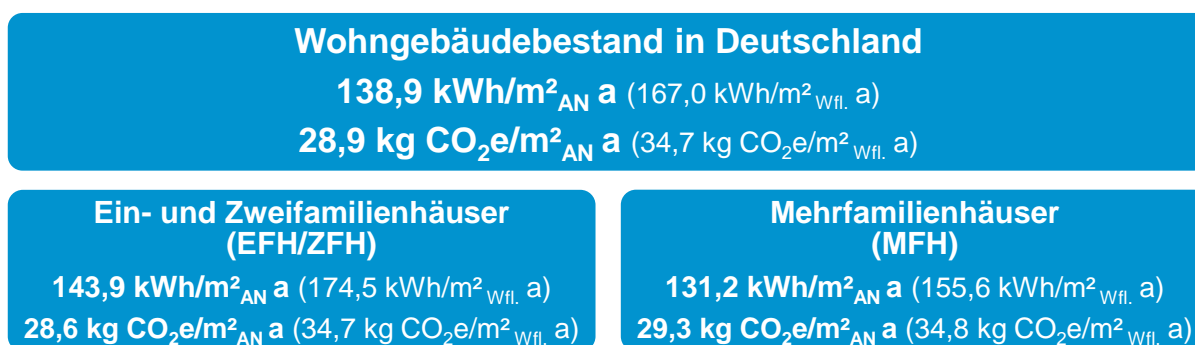 Wohngebäudebestand in Deutschland
138,9 kWh/m²AN a (167,0 kWh/m² Wfl. a)
28,9 kg CO2e/m²AN a (34,7 kg CO2e/m² Wfl. a)
Ein- und Zweifamilienhäuser
(EFH/ZFH)
143,9 kWh/m²AN a (174,5 kWh/m² Wfl. a)
28,6 kg CO2e/m²AN a (34,7 kg CO2e/m² Wfl. a)
Mehrfamilienhäuser
(MFH)
131,2 kWh/m²AN a (155,6 kWh/m² Wfl. a)
29,3 kg CO2e/m²AN a (34,8 kg CO2e/m² Wfl. a)